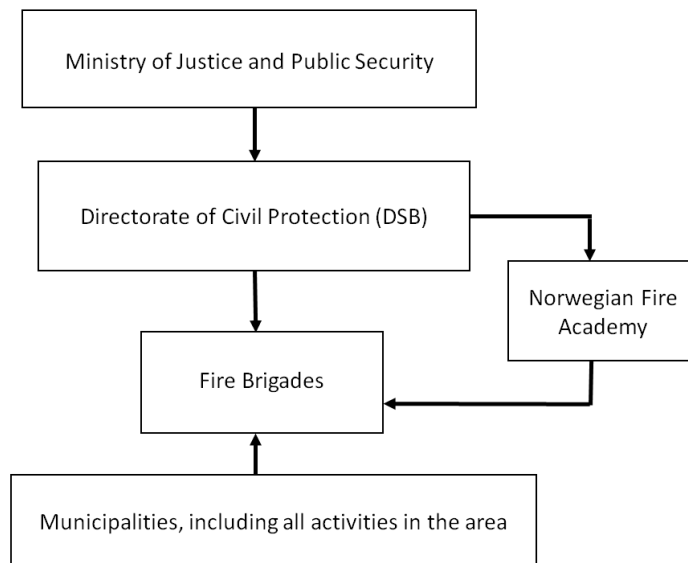 Ministry of Justice and Public Security
Directorate of Civil Protection (DSB)
Norwegian Fire
Academy
Fire Brigades
Municipalities, including all activities in the area